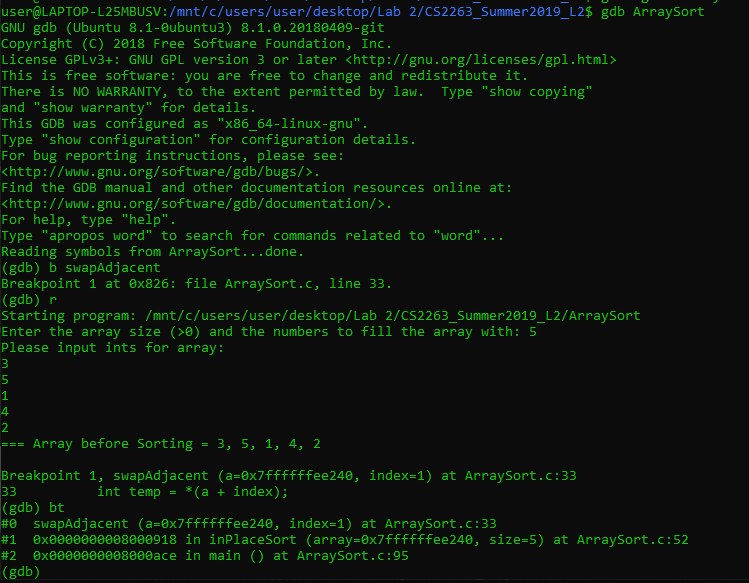 user@LAPTOP-L25MBUSV:/mnt/c/users/user/desktop/Lab 2/CS2263_Summer2019_L2$ gdb ArraySort
GNU gdb (Ubuntu 8.1-0ubuntu3) 8.1.0.20180409-git
Copyright (C) 2018 Free Software Foundation, Inc.
License GPLv3+: GNU GPL version 3 or later <http://gnu.org/licenses/gpl.html>
This is free software: you are free to change and redistribute it.
There is NO WARRANTY, to the extent permitted by law.  Type "show copying"
and "show warranty" for details.
This GDB was configured as "x86_64-linux-gnu".
Type "show configuration" for configuration details.
For bug reporting instructions, please see:
<http://www.gnu.org/software/gdb/bugs/>.
Find the GDB manual and other documentation resources online at:
<http://www.gnu.org/software/gdb/documentation/>.
For help, type "help".
Type "apropos word" to search for commands related to "word"...
Reading symbols from ArraySort...done.
(gdb) b swapAdjacent
Breakpoint 1 at 0x826: file ArraySort.c, line 33.
(gdb) r
Starting program: /mnt/c/users/user/desktop/Lab 2/CS2263_Summer2019_L2/ArraySort
Enter the array size (>0) and the numbers to fill the array with: 5
Please input ints for array:
3
5
1
4
2
=== Array before Sorting = 3, 5, 1, 4, 2
Breakpoint 1, swapAdjacent (a=0x7ffffffee240, index=1) at ArraySort.c:33
33          int temp = *(a + index);
(gdb) bt
#0  swapAdjacent (a=0x7ffffffee240, index=1) at ArraySort.c:33
#1  0x0000000008000918 in inPlaceSort (array=0x7ffffffee240, size=5) at ArraySort.c:52
#2  0x0000000008000ace in main () at ArraySort.c:95
(gdb)